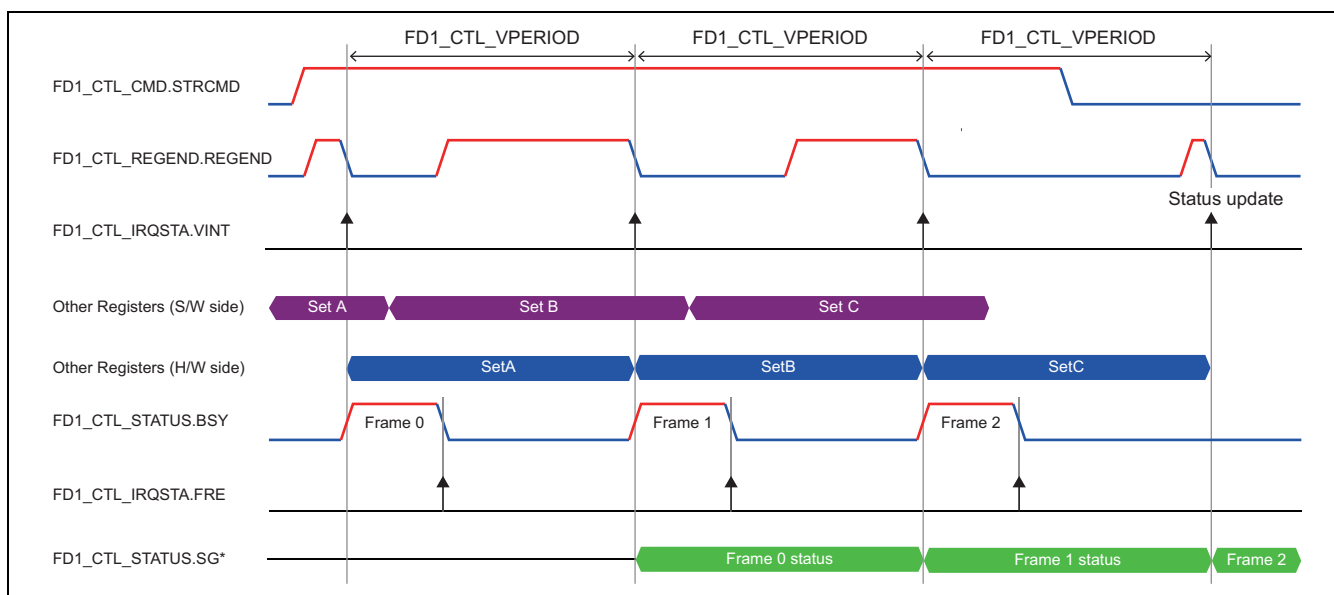 FD1_CTL_VPERIOD FD1_CTL_VPERIOD FD1_CTL_VPERIOD
FD1_CTL_CMD.STRCMD
FD1_CTL_REGEND.REGEND
Status update
FD1_CTL_IRQSTA.VINT
Other Registers (S/W side) Set A Set B Set C
Other Registers (H/W side) SetA SetB SetC
FD1_CTL_STATUS.BSY Frame 0 Frame 1 Frame 2
FD1_CTL_IRQSTA.FRE
FD1_CTL_STATUS.SG* Frame 0 status Frame 1 status Frame 2